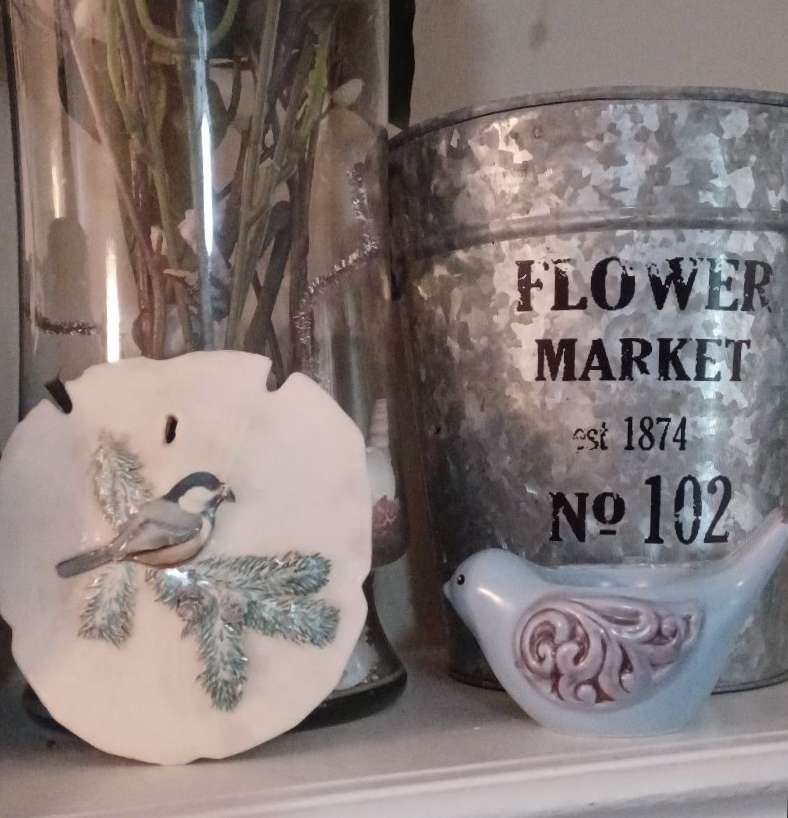 FLOWER
MARKET
est 1874
Nº 102